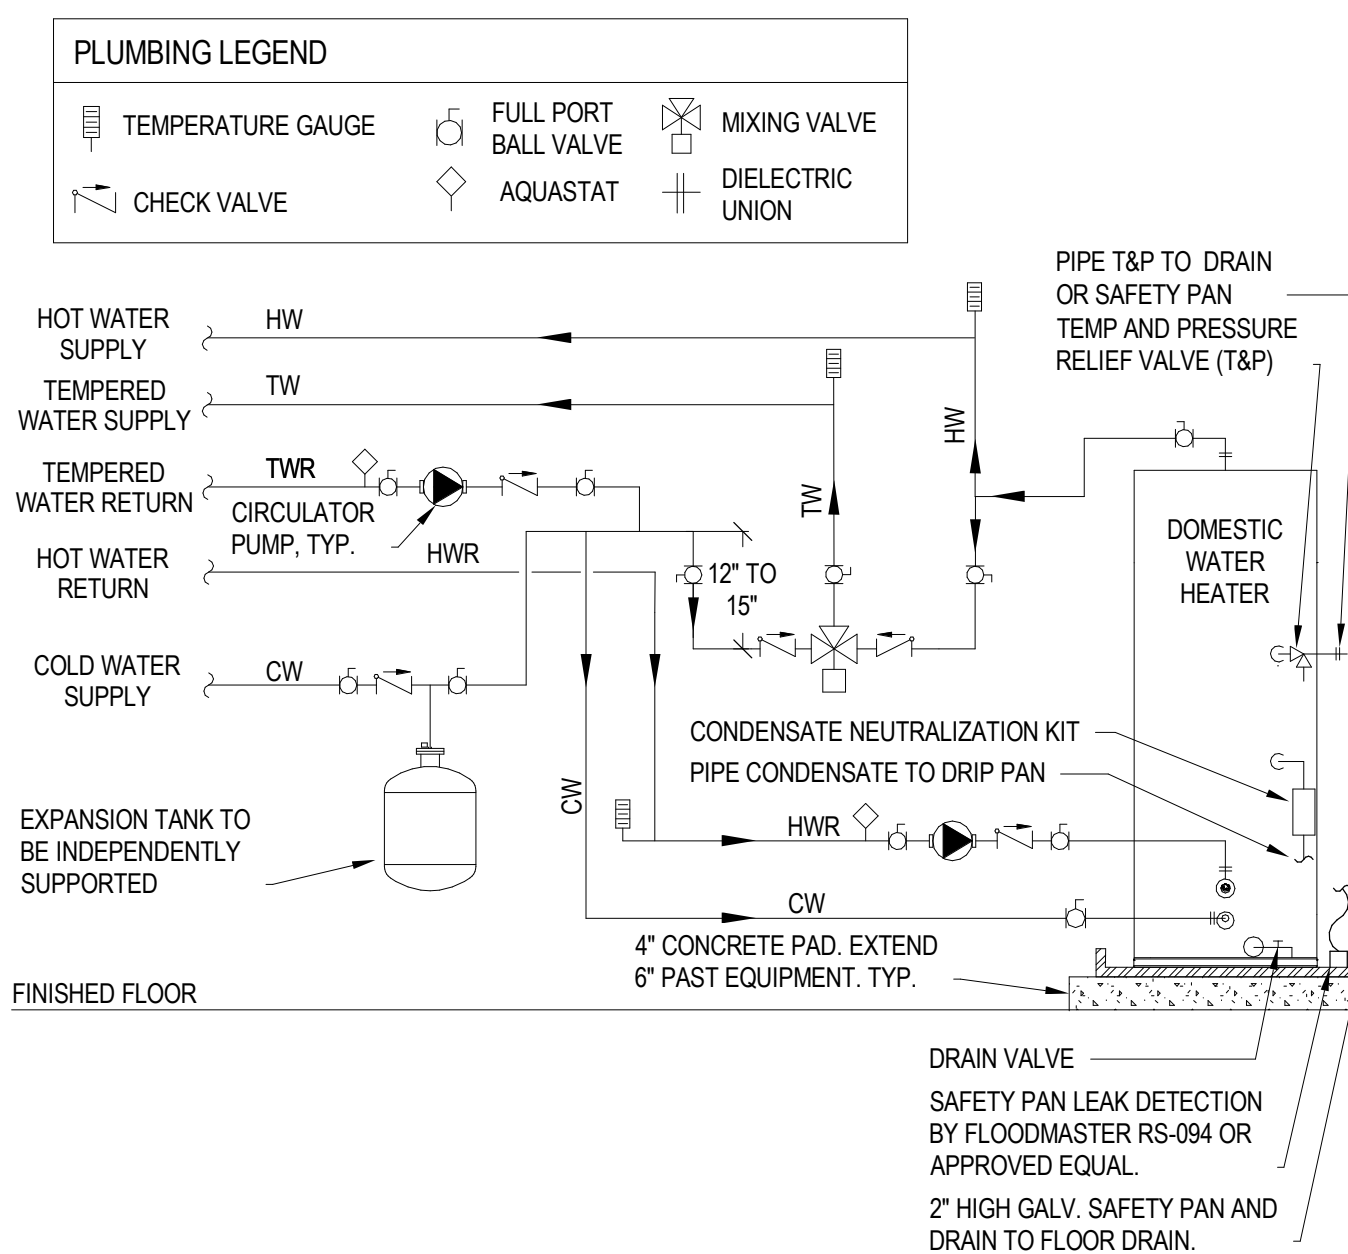 PLUMBING LEGEND
TEMPERATURE GAUGE
FULL PORT
BALL VALVE
MIXING VALVE
CHECK VALVE
AQUASTAT
DIELECTRIC
UNION
PIPE T&P TO DRAIN
OR SAFETY PAN
TEMP AND PRESSURE
RELIEF VALVE (T&P)
HOT WATER
SUPPLY
HW
TEMPERED
WATER SUPPLY
TW
HW
TEMPERED
WATER RETURN
TWR
CIRCULATOR
PUMP, TYP.
TW
DOMESTIC
WATER
HEATER
HOT WATER
RETURN
HWR
12" TO
15"
COLD WATER
SUPPLY
CW
CONDENSATE NEUTRALIZATION KIT
PIPE CONDENSATE TO DRIP PAN
CW
EXPANSION TANK TO
BE INDEPENDENTLY
SUPPORTED
HWR
CW
4" CONCRETE PAD. EXTEND
6" PAST EQUIPMENT. TYP.
FINISHED FLOOR
DRAIN VALVE
SAFETY PAN LEAK DETECTION
BY FLOODMASTER RS-094 OR
APPROVED EQUAL.
2" HIGH GALV. SAFETY PAN AND
DRAIN TO FLOOR DRAIN.